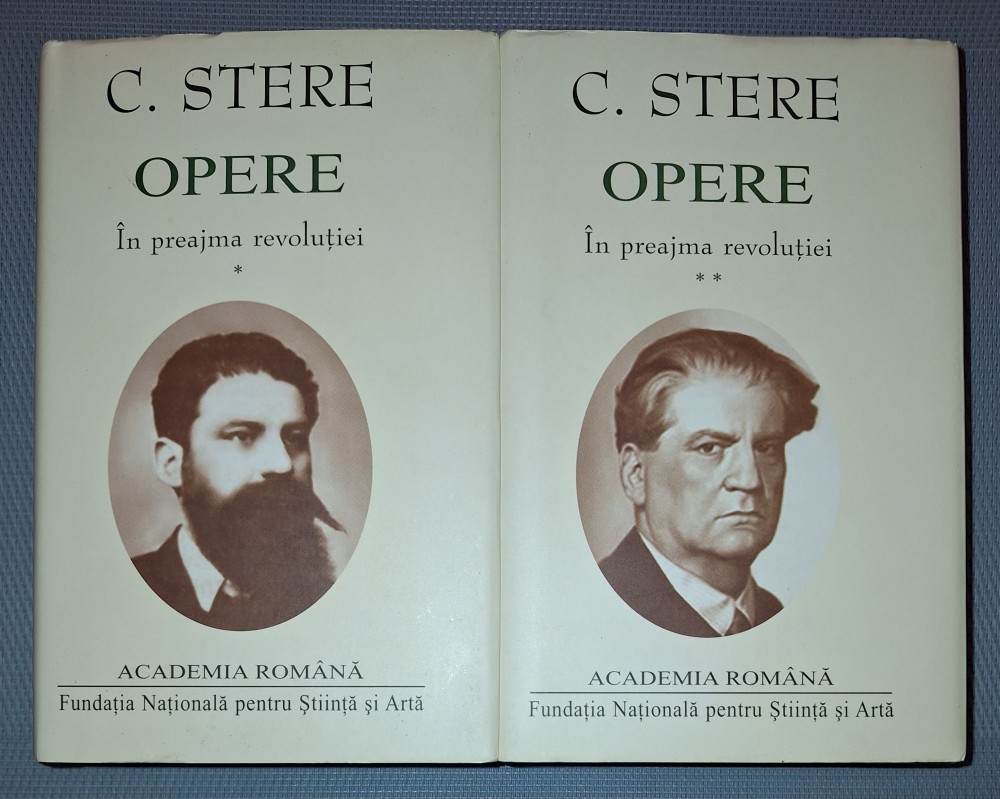 C. STERE
OPERE
În preajma revoluției
*
ACADEMIA ROMÂNĂ
Fundația Națională pentru Știință și Artă
C. STERE
OPERE
În preajma revoluției
* *
ACADEMIA ROMÂNĂ
Fundația Națională pentru Știință și Artă